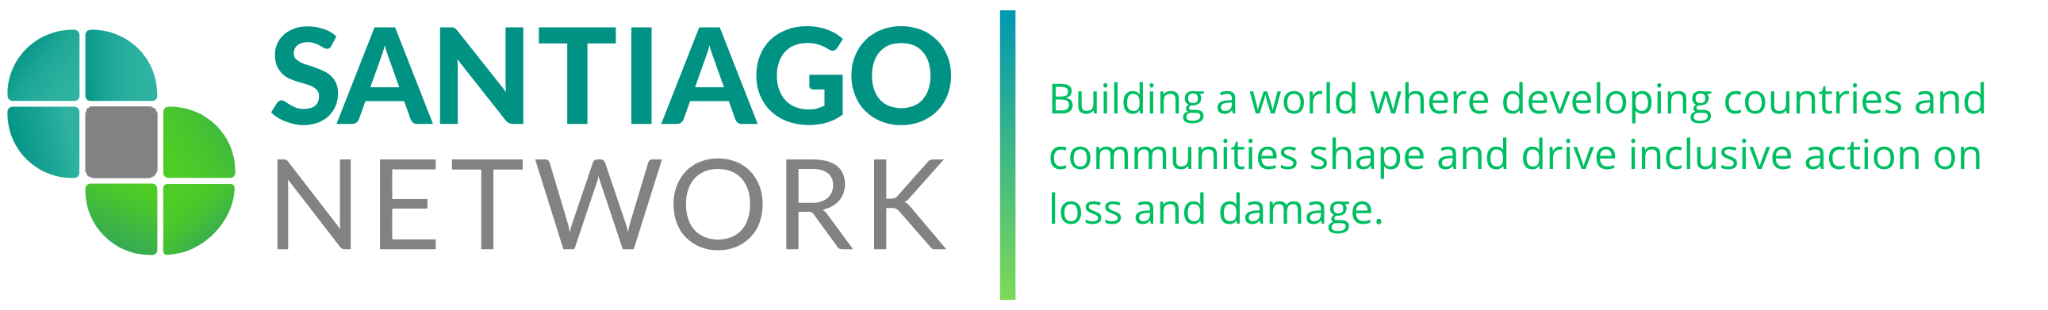 SANTIAGO
NETWORK
Building a world where developing countries and
communities shape and drive inclusive action on
loss and damage.